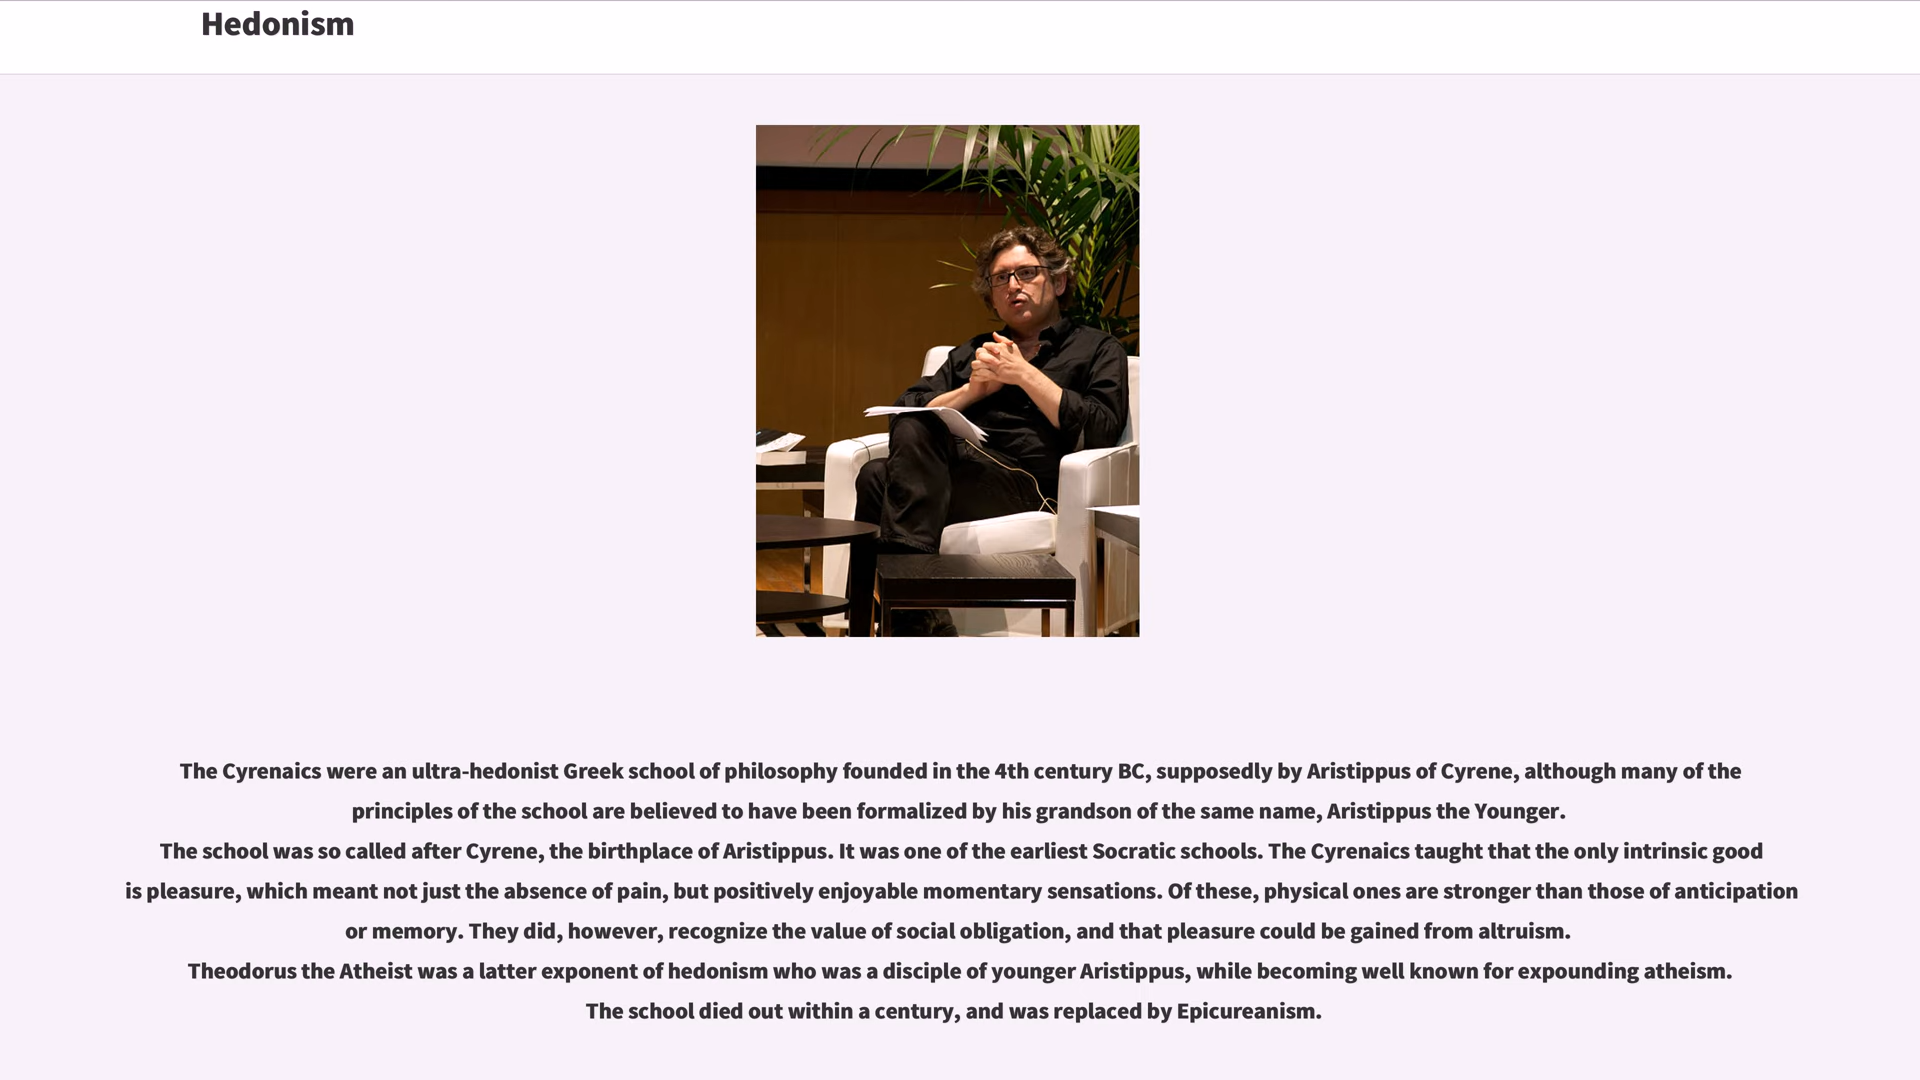 Hedonism
The Cyrenaics were an ultra-hedonist Greek school of philosophy founded in the 4th century BC, supposedly by Aristippus of Cyrene, although many of the
principles of the school are believed to have been formalized by his grandson of the same name, Aristippus the Younger.
The school was so called after Cyrene, the birthplace of Aristippus. It was one of the earliest Socratic schools. The Cyrenaics taught that the only intrinsic good
is pleasure, which meant not just the absence of pain, but positively enjoyable momentary sensations. Of these, physical ones are stronger than those of anticipation
or memory. They did, however, recognize the value of social obligation, and that pleasure could be gained from altruism.
Theodorus the Atheist was a latter exponent of hedonism who was a disciple of younger Aristippus, while becoming well known for expounding atheism.
The school died out within a century, and was replaced by Epicureanism.